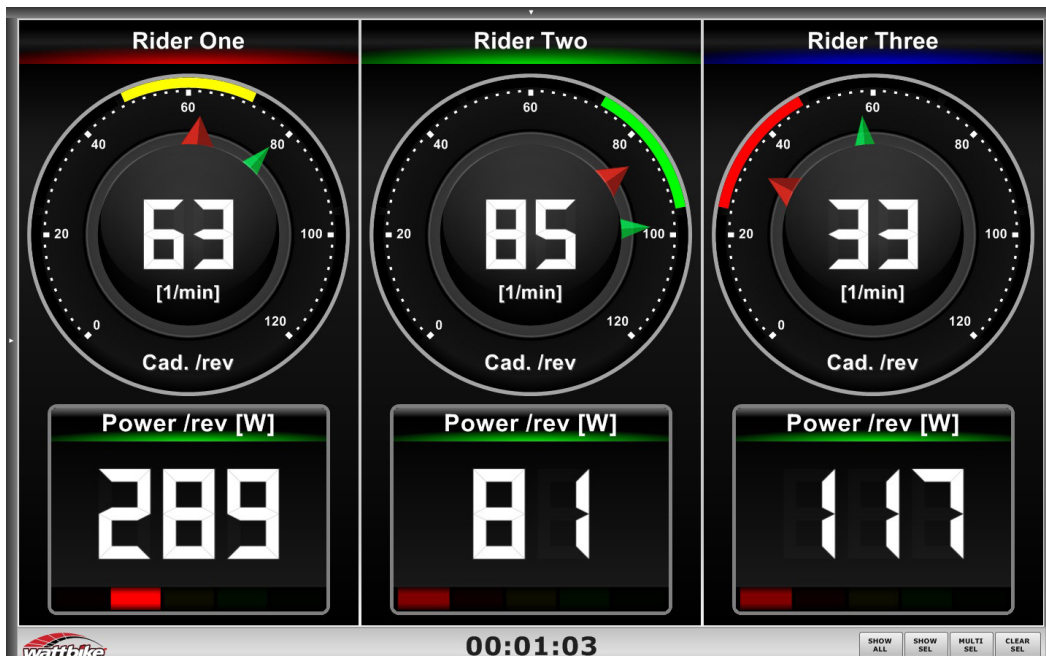 Rider One
60
40
80
63
20
100
[1/min]
0
120
Cad. /rev
Power /rev [W]
289
Rider Two
60
80
85
20
100
[1/min]
0
120
Cad. /rev
Power /rev [W]
81
Rider Three
60
40
80
33
20
100
[1/min]
0
120
Cad. /rev
Power /rev [W]
117
wattbike
00:01:03
SHOW ALL
SHOW SEL
MULTI SEL
CLEAR SEL